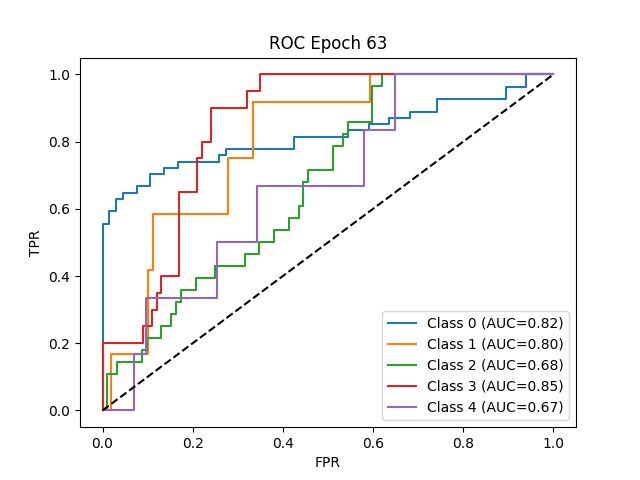 ROC Epoch 63
TPR
1.0
0.8
0.6
0.4
0.2
0.0
0.0 0.2 0.4 0.6 0.8 1.0
FPR
Class 0 (AUC=0.82)
Class 1 (AUC=0.80)
Class 2 (AUC=0.68)
Class 3 (AUC=0.85)
Class 4 (AUC=0.67)